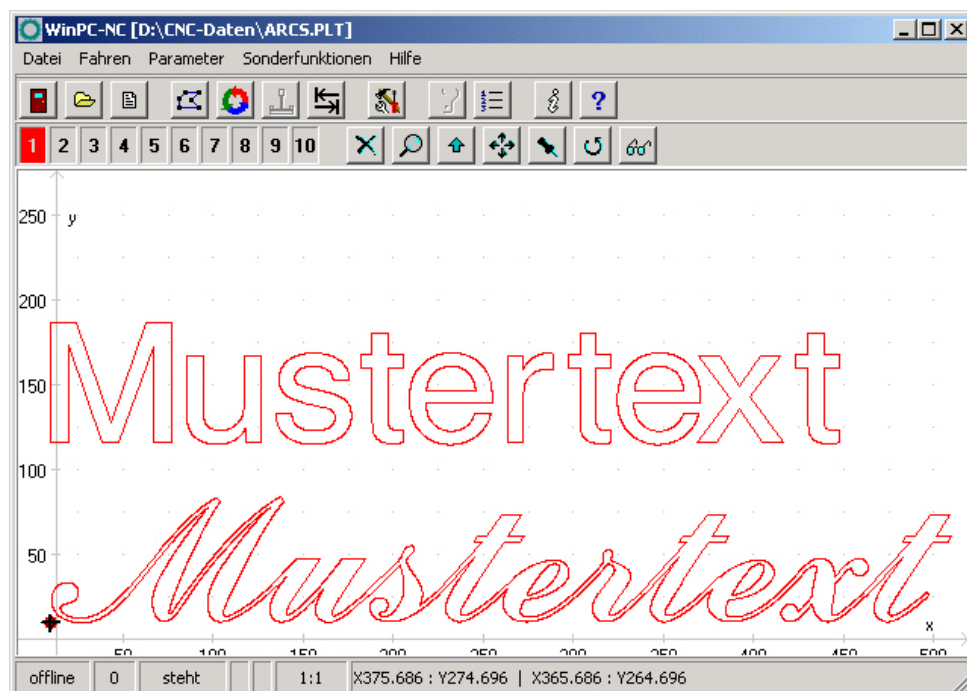 WinPC-NC [D:\CNC-Daten\ARCS.PLT]
Datei Fahren Parameter Sonderfunktionen Hilfe
1 2 3 4 5 6 7 8 9 10
250 y
200
Mustertext
150
100
Mustertext
50
x
50 100 150 200 250 300 350 400 450 500
offline 0 steht 1:1 X375.686 : Y274.696 | X365.686 : Y264.696